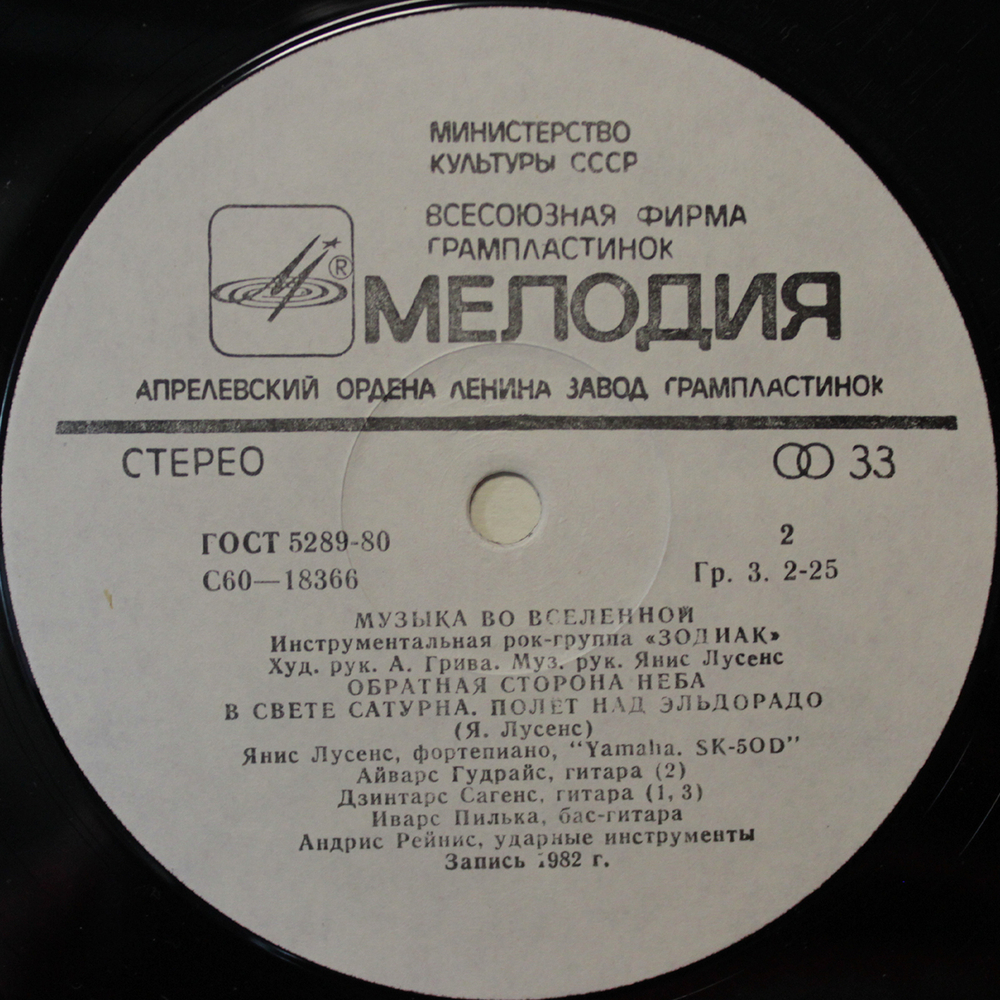 МИНИСТЕРСТВО
КУЛЬТУРЫ СССР
ВСЕСОЮЗНАЯ ФИРМА
ГРАМПЛАСТИНОК
®
МЕЛОДИЯ
АПРЕЛЕВСКИЙ ОРДЕНА ЛЕНИНА ЗАВОД ГРАМПЛАСТИНОК
СТЕРЕО 33
ГОСТ 5289-80 2
С60—18366 Гр. 3. 2-25
МУЗЫКА ВО ВСЕЛЕННОЙ
Инструментальная рок-группа «ЗОДИАК»
Худ. рук. А. Грива. Муз. рук. Янис Лусенс
ОБРАТНАЯ СТОРОНА НЕБА
В СВЕТЕ САТУРНА. ПОЛЕТ НАД ЭЛЬДОРАДО
(Я. Лусенс)
Янис Лусенс, фортепиано, "Yamaha. SK-50D"
Айварс Гудрайс, гитара (2)
Дзинтарс Сагенс, гитара (1, 3)
Иварс Пилька, бас-гитара
Андрис Рейнис, ударные инструменты
Запись 1982 г.